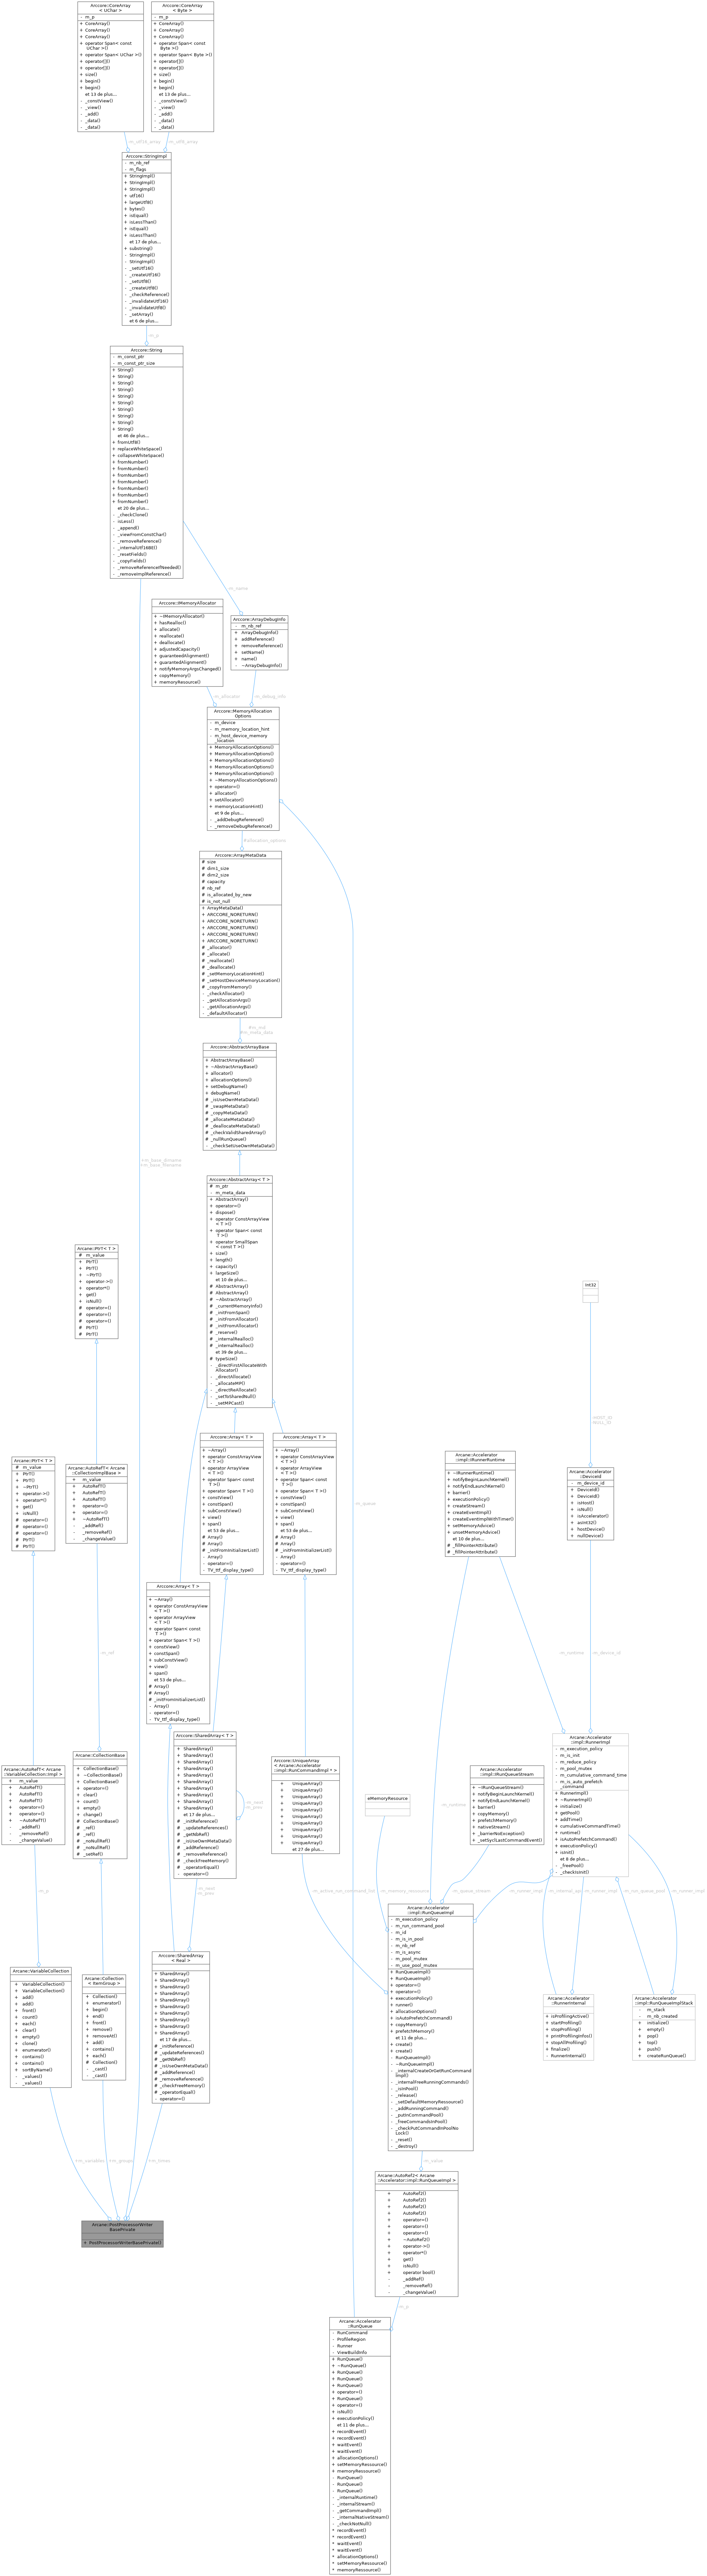 Arccore::CoreArray
< UChar >
- m_p
+ CoreArray()
+ CoreArray()
+ CoreArray()
+ operator Span< const
UChar >()
+ operator Span< UChar >()
+ operator[]()
+ operator[]()
+ size()
+ begin()
+ begin()
et 13 de plus...
- _constView()
- _view()
- _add()
- _data()
- _data()
Arccore::CoreArray
< Byte >
- m_p
+ CoreArray()
+ CoreArray()
+ CoreArray()
+ operator Span< const
Byte >()
+ operator Span< Byte >()
+ operator[]()
+ operator[]()
+ size()
+ begin()
+ begin()
et 13 de plus...
- _constView()
- _view()
- _add()
- _data()
- _data()
-m_utf16_array
-m_utf8_array
Arccore::StringImpl
- m_nb_ref
- m_flags
+ StringImpl()
+ StringImpl()
+ StringImpl()
+ utf16()
+ largeUtf8()
+ bytes()
+ isEqual()
+ isLessThan()
+ isEqual()
+ isLessThan()
et 17 de plus...
+ substring()
- StringImpl()
- StringImpl()
- _setUtf16()
- _createUtf16()
- _setUtf8()
- _createUtf8()
- _checkReference()
- _invalidateUtf16()
- _invalidateUtf8()
- _setArray()
et 6 de plus...
-m_p
Arccore::String
- m_const_ptr
- m_const_ptr_size
+ String()
+ String()
+ String()
+ String()
+ String()
+ String()
+ String()
+ String()
+ String()
+ String()
et 46 de plus...
+ fromUtf8()
+ replaceWhiteSpace()
+ collapseWhiteSpace()
+ fromNumber()
+ fromNumber()
+ fromNumber()
+ fromNumber()
+ fromNumber()
+ fromNumber()
+ fromNumber()
et 20 de plus...
- _checkClone()
- isLess()
- _append()
- _viewFromConstChar()
- _removeReference()
- _internalUtf16BE()
- _resetFields()
- _copyFields()
- _removeReferenceIfNeeded()
- _removeImplReference()
-m_name
Arccore::IMemoryAllocator
+ ~IMemoryAllocator()
+ hasRealloc()
+ allocate()
+ reallocate()
+ deallocate()
+ adjustedCapacity()
+ guaranteedAlignment()
+ guarantedAlignment()
+ notifyMemoryArgsChanged()
+ copyMemory()
+ memoryResource()
Arccore::ArrayDebugInfo
- m_nb_ref
+ ArrayDebugInfo()
+ addReference()
+ removeReference()
+ setName()
+ name()
- ~ArrayDebugInfo()
-m_allocator
-m_debug_info
Arccore::MemoryAllocation
Options
- m_device
- m_memory_location_hint
- m_host_device_memory
_location
+ MemoryAllocationOptions()
+ MemoryAllocationOptions()
+ MemoryAllocationOptions()
+ MemoryAllocationOptions()
+ MemoryAllocationOptions()
+ ~MemoryAllocationOptions()
+ operator=()
+ allocator()
+ setAllocator()
+ memoryLocationHint()
et 9 de plus...
- _addDebugReference()
- _removeDebugReference()
#allocation_options
Arccore::ArrayMetaData
# size
# dim1_size
# dim2_size
# capacity
# nb_ref
# is_allocated_by_new
# is_not_null
+ ArrayMetaData()
+ ARCCORE_NORETURN()
+ ARCCORE_NORETURN()
+ ARCCORE_NORETURN()
+ ARCCORE_NORETURN()
+ ARCCORE_NORETURN()
# _allocator()
# _allocate()
# _reallocate()
# _deallocate()
# _setMemoryLocationHint()
# _setHostDeviceMemoryLocation()
# _copyFromMemory()
- _checkAllocator()
- _getAllocationArgs()
- _getAllocationArgs()
- _defaultAllocator()
#m_md
#m_meta_data
Arccore::AbstractArrayBase
+ AbstractArrayBase()
+ ~AbstractArrayBase()
+ allocator()
+ allocationOptions()
+ setDebugName()
+ debugName()
# _isUseOwnMetaData()
# _swapMetaData()
# _copyMetaData()
# _allocateMetaData()
# _deallocateMetaData()
# _checkValidSharedArray()
# _nullRunQueue()
- _checkSetUseOwnMetaData()
+m_base_dirname
+m_base_filename
Arccore::AbstractArray< T >
# m_ptr
- m_meta_data
+ AbstractArray()
+ operator=()
+ dispose()
+ operator ConstArrayView
< T >()
+ operator Span< const
T >()
+ operator SmallSpan
< const T >()
+ size()
+ length()
+ capacity()
+ largeSize()
et 10 de plus...
# AbstractArray()
# AbstractArray()
# ~AbstractArray()
# _currentMemoryInfo()
# _initFromSpan()
# _initFromAllocator()
# _initFromAllocator()
# _reserve()
# _internalRealloc()
# _internalRealloc()
et 39 de plus...
# typeSize()
- _directFirstAllocateWith
Allocator()
- _directAllocate()
- _allocateMP()
- _directReAllocate()
- _setToSharedNull()
- _setMPCast()
Arcane::PtrT< T >
# m_value
+ PtrT()
+ PtrT()
+ ~PtrT()
+ operator->()
+ operator*()
+ get()
+ isNull()
# operator=()
# operator=()
# operator=()
# PtrT()
# PtrT()
Int32
-HOST_ID
-NULL_ID
Arccore::Array< T >
+ ~Array()
+ operator ConstArrayView
< T >()
+ operator ArrayView
< T >()
+ operator Span< const
T >()
+ operator Span< T >()
+ constView()
+ constSpan()
+ subConstView()
+ view()
+ span()
et 53 de plus...
# Array()
# Array()
# _initFromInitializerList()
- Array()
- operator=()
- TV_ttf_display_type()
Arccore::Array< T >
+ ~Array()
+ operator ConstArrayView
< T >()
+ operator ArrayView
< T >()
+ operator Span< const
T >()
+ operator Span< T >()
+ constView()
+ constSpan()
+ subConstView()
+ view()
+ span()
et 53 de plus...
# Array()
# Array()
# _initFromInitializerList()
- Array()
- operator=()
- TV_ttf_display_type()
Arcane::PtrT< T >
# m_value
+ PtrT()
+ PtrT()
+ ~PtrT()
+ operator->()
+ operator*()
+ get()
+ isNull()
# operator=()
# operator=()
# operator=()
# PtrT()
# PtrT()
Arcane::AutoRefT< Arcane
::CollectionImplBase >
+ m_value
+ AutoRefT()
+ AutoRefT()
+ AutoRefT()
+ operator=()
+ operator=()
+ ~AutoRefT()
- _addRef()
- _removeRef()
- _changeValue()
-m_queue
Arcane::Accelerator
::impl::IRunnerRuntime
+ ~IRunnerRuntime()
+ notifyBeginLaunchKernel()
+ notifyEndLaunchKernel()
+ barrier()
+ executionPolicy()
+ createStream()
+ createEventImpl()
+ createEventImplWithTimer()
+ setMemoryAdvice()
+ unsetMemoryAdvice()
et 10 de plus...
# _fillPointerAttribute()
# _fillPointerAttribute()
Arcane::Accelerator
::DeviceId
- m_device_id
+ DeviceId()
+ DeviceId()
+ isHost()
+ isNull()
+ isAccelerator()
+ asInt32()
+ hostDevice()
+ nullDevice()
Arccore::Array< T >
+ ~Array()
+ operator ConstArrayView
< T >()
+ operator ArrayView
< T >()
+ operator Span< const
T >()
+ operator Span< T >()
+ constView()
+ constSpan()
+ subConstView()
+ view()
+ span()
et 53 de plus...
# Array()
# Array()
# _initFromInitializerList()
- Array()
- operator=()
- TV_ttf_display_type()
-m_ref
-m_runtime
-m_device_id
Arcane::AutoRefT< Arcane
::VariableCollection::Impl >
+ m_value
+ AutoRefT()
+ AutoRefT()
+ AutoRefT()
+ operator=()
+ operator=()
+ ~AutoRefT()
- _addRef()
- _removeRef()
- _changeValue()
Arcane::CollectionBase
+ CollectionBase()
+ ~CollectionBase()
+ CollectionBase()
+ operator=()
+ clear()
+ count()
+ empty()
+ change()
# CollectionBase()
# _ref()
# _ref()
# _noNullRef()
# _noNullRef()
# _setRef()
Arccore::SharedArray< T >
+ SharedArray()
+ SharedArray()
+ SharedArray()
+ SharedArray()
+ SharedArray()
+ SharedArray()
+ SharedArray()
+ SharedArray()
+ SharedArray()
+ SharedArray()
et 17 de plus...
# _initReference()
# _updateReferences()
# _getNbRef()
# _isUseOwnMetaData()
# _addReference()
# _removeReference()
# _checkFreeMemory()
# _operatorEqual()
- operator=()
-m_next
-m_prev
Arccore::UniqueArray
< Arcane::Accelerator
::impl::RunCommandImpl * >
+ UniqueArray()
+ UniqueArray()
+ UniqueArray()
+ UniqueArray()
+ UniqueArray()
+ UniqueArray()
+ UniqueArray()
+ UniqueArray()
+ UniqueArray()
+ UniqueArray()
et 27 de plus...
eMemoryRessource
Arcane::Accelerator
::impl::IRunQueueStream
+ ~IRunQueueStream()
+ notifyBeginLaunchKernel()
+ notifyEndLaunchKernel()
+ barrier()
+ copyMemory()
+ prefetchMemory()
+ nativeStream()
+ _barrierNoException()
+ _setSyclLastCommandEvent()
-m_runtime
Arcane::Accelerator
::impl::RunnerImpl
- m_execution_policy
- m_is_init
- m_reduce_policy
- m_pool_mutex
- m_cumulative_command_time
- m_is_auto_prefetch
_command
+ RunnerImpl()
+ ~RunnerImpl()
+ initialize()
+ getPool()
+ addTime()
+ cumulativeCommandTime()
+ runtime()
+ isAutoPrefetchCommand()
+ executionPolicy()
+ isInit()
et 8 de plus...
- _freePool()
- _checkIsInit()
-m_p
-m_next
-m_prev
-m_active_run_command_list
-m_memory_ressource
-m_queue_stream
-m_runner_impl
-m_internal_api
-m_runner_impl
-m_run_queue_pool
-m_runner_impl
Arcane::VariableCollection
+ VariableCollection()
+ VariableCollection()
+ add()
+ add()
+ front()
+ count()
+ each()
+ clear()
+ empty()
+ clone()
+ enumerator()
+ contains()
+ contains()
+ sortByName()
- _values()
- _values()
Arcane::Collection
< ItemGroup >
+ Collection()
+ enumerator()
+ begin()
+ end()
+ front()
+ remove()
+ removeAt()
+ add()
+ contains()
+ each()
# Collection()
- _cast()
- _cast()
Arccore::SharedArray
< Real >
+ SharedArray()
+ SharedArray()
+ SharedArray()
+ SharedArray()
+ SharedArray()
+ SharedArray()
+ SharedArray()
+ SharedArray()
+ SharedArray()
+ SharedArray()
et 17 de plus...
# _initReference()
# _updateReferences()
# _getNbRef()
# _isUseOwnMetaData()
# _addReference()
# _removeReference()
# _checkFreeMemory()
# _operatorEqual()
- operator=()
Arcane::Accelerator
::impl::RunQueueImpl
- m_execution_policy
- m_run_command_pool
- m_id
- m_is_in_pool
- m_nb_ref
- m_is_async
- m_pool_mutex
- m_use_pool_mutex
+ RunQueueImpl()
+ RunQueueImpl()
+ operator=()
+ operator=()
+ executionPolicy()
+ runner()
+ allocationOptions()
+ isAutoPrefetchCommand()
+ copyMemory()
+ prefetchMemory()
et 11 de plus...
+ create()
+ create()
- RunQueueImpl()
- ~RunQueueImpl()
- _internalCreateOrGetRunCommand
Impl()
- _internalFreeRunningCommands()
- _isInPool()
- _release()
- _setDefaultMemoryRessource()
- _addRunningCommand()
- _putInCommandPool()
- _freeCommandsInPool()
- _checkPutCommandInPoolNo
Lock()
- _reset()
- _destroy()
Arcane::Accelerator
::RunnerInternal
+ isProfilingActive()
+ startProfiling()
+ stopProfiling()
+ printProfilingInfos()
+ stopAllProfiling()
+ finalize()
- RunnerInternal()
Arcane::Accelerator
::impl::RunQueueImplStack
- m_stack
- m_nb_created
+ initialize()
+ empty()
+ pop()
+ top()
+ push()
+ createRunQueue()
+m_variables
+m_groups
+m_times
-m_value
Arcane::PostProcessorWriter
BasePrivate
+ PostProcessorWriterBasePrivate()
Arcane::AutoRef2< Arcane
::Accelerator::impl::RunQueueImpl >
+ AutoRef2()
+ AutoRef2()
+ AutoRef2()
+ AutoRef2()
+ operator=()
+ operator=()
+ operator=()
+ ~AutoRef2()
+ operator->()
+ operator*()
+ get()
+ isNull()
+ operator bool()
- _addRef()
- _removeRef()
- _changeValue()
-m_p
Arcane::Accelerator
::RunQueue
- RunCommand
- ProfileRegion
- Runner
- ViewBuildInfo
+ RunQueue()
+ ~RunQueue()
+ RunQueue()
+ RunQueue()
+ RunQueue()
+ operator=()
+ RunQueue()
+ operator=()
+ isNull()
+ executionPolicy()
et 11 de plus...
+ recordEvent()
+ recordEvent()
+ waitEvent()
+ waitEvent()
+ allocationOptions()
+ setMemoryRessource()
+ memoryRessource()
- RunQueue()
- RunQueue()
- RunQueue()
- _internalRuntime()
- _internalStream()
- _getCommandImpl()
- _internalNativeStream()
- _checkNotNull()
* recordEvent()
* recordEvent()
* waitEvent()
* waitEvent()
* allocationOptions()
* setMemoryRessource()
* memoryRessource()